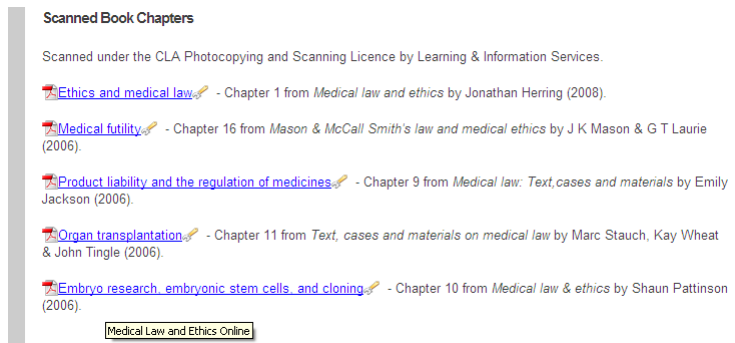 Scanned Book Chapters
Scanned under the CLA Photocopying and Scanning Licence by Learning & Information Services.
Ethics and medical law - Chapter 1 from Medical law and ethics by Jonathan Herring (2008).
Medical futility - Chapter 16 from Mason & McCall Smith's law and medical ethics by J K Mason & G T Laurie
(2006).
Product liability and the regulation of medicines - Chapter 9 from Medical law: Text,cases and materials by Emily
Jackson (2006).
Organ transplantation - Chapter 11 from Text, cases and materials on medical law by Marc Stauch, Kay Wheat
& John Tingle (2006).
Embryo research, embryonic stem cells, and cloning - Chapter 10 from Medical law & ethics by Shaun Pattinson
(2006).
Medical Law and Ethics Online